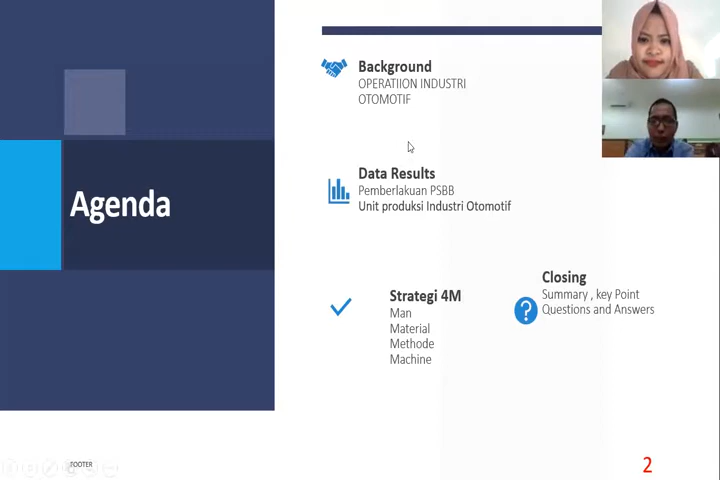 Agenda
Background
OPERATIION INDUSTRI
OTOMOTIF
Data Results
Pemberlakuan PSBB
Unit produksi Industri Otomotif
Strategi 4M
Man
Material
Methode
Machine
Closing
Summary , key Point
Questions and Answers
FOOTER
2